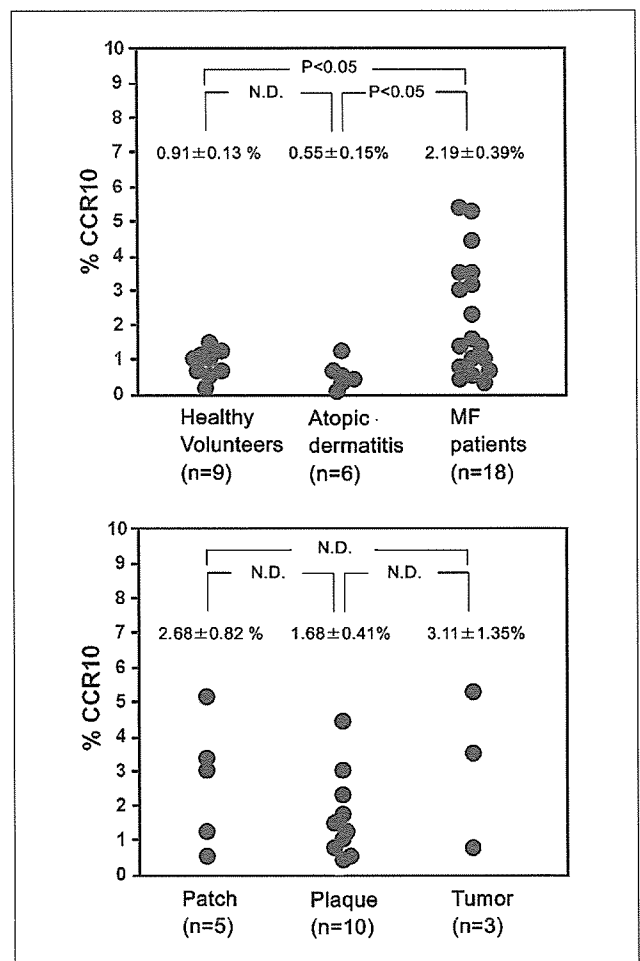 10
P<0.05
9
N.D.
P<0.05
8
7
0.91±0.13 %
0.55±0.15%
2.19±0.39%
6
5
4
3
2
1
0
% CCR10
Healthy
Volunteers
(n=9)
Atopic
dermatitis
(n=6)
MF
patients
(n=18)
10
N.D.
9
N.D.
N.D.
8
7
2.68±0.82 %
1.68±0.41%
3.11±1.35%
6
5
4
3
2
1
0
% CCR10
Patch
(n=5)
Plaque
(n=10)
Tumor
(n=3)